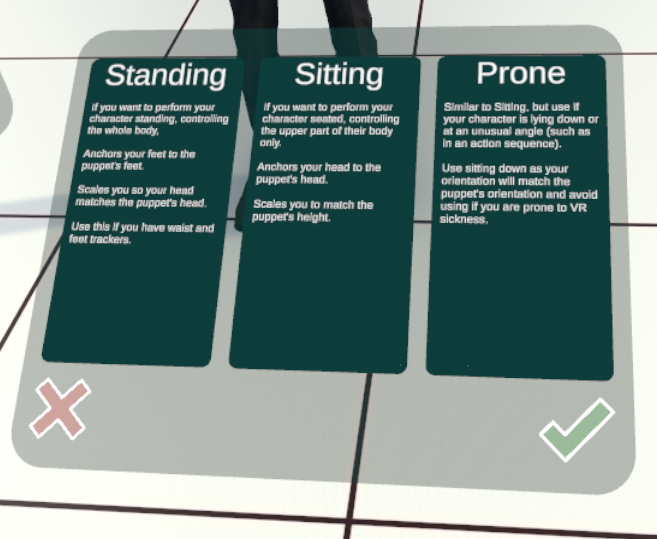 Standing
If you want to perform your
character standing, controlling
the whole body,
Anchors your feet to the
puppet's feet.
Scales you so your head
matches the puppet's head.
Use this if you have waist and
feet trackers.
Sitting
If you want to perform your
character seated, controlling
the upper part of their body
only.
Anchors your head to the
puppet's head.
Scales you to match the
puppet's height.
Prone
Similar to Sitting, but use if
your character is lying down or
at an unusual angle (such as
in an action sequence).
Use sitting down as your
orientation will match the
puppet's orientation and avoid
using if you are prone to VR
sickness.